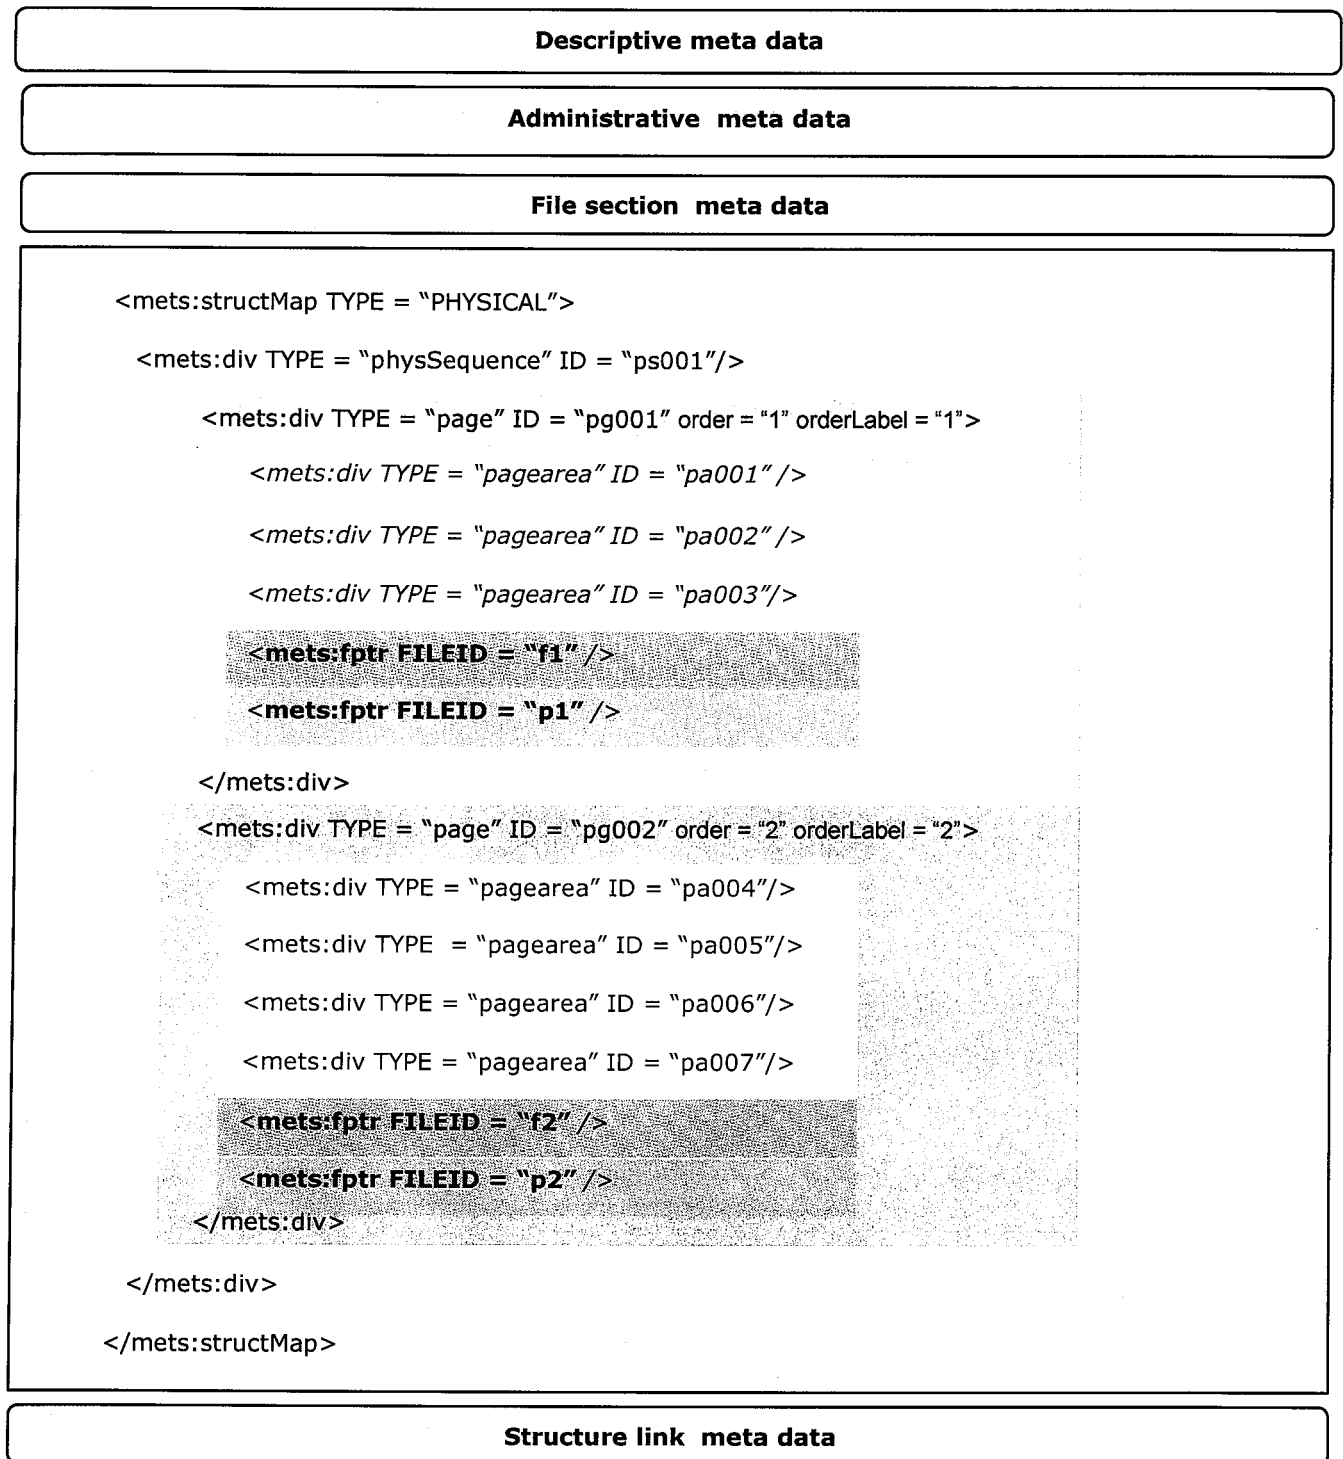 Descriptive meta data
Administrative  meta data
File section  meta data
<mets:structMap TYPE = “PHYSICAL”>
<mets:div TYPE = “physSequence” ID = “ps001”/>
<mets:div TYPE = “page” ID = “pg001” order = “1” orderLabel = “1”>
<mets:div TYPE = “pagearea” ID = “pa001” />
<mets:div TYPE = “pagearea” ID = “pa002” />
<mets:div TYPE = “pagearea” ID = “pa003”/>
<mets:fptr FILEID = “f1” />
<mets:fptr FILEID = “p1” />
</mets:div>
<mets:div TYPE = “page” ID = “pg002” order = “2” orderLabel = “2”>
<mets:div TYPE = “pagearea” ID = “pa004”/>
<mets:div TYPE  = “pagearea” ID = “pa005”/>
<mets:div TYPE = “pagearea” ID = “pa006”/>
<mets:div TYPE = “pagearea” ID = “pa007”/>
<mets:fptr FILEID = “f2” />
<mets:fptr FILEID = “p2” />
</mets:div>
</mets:div>
</mets:structMap>
Structure link  meta data